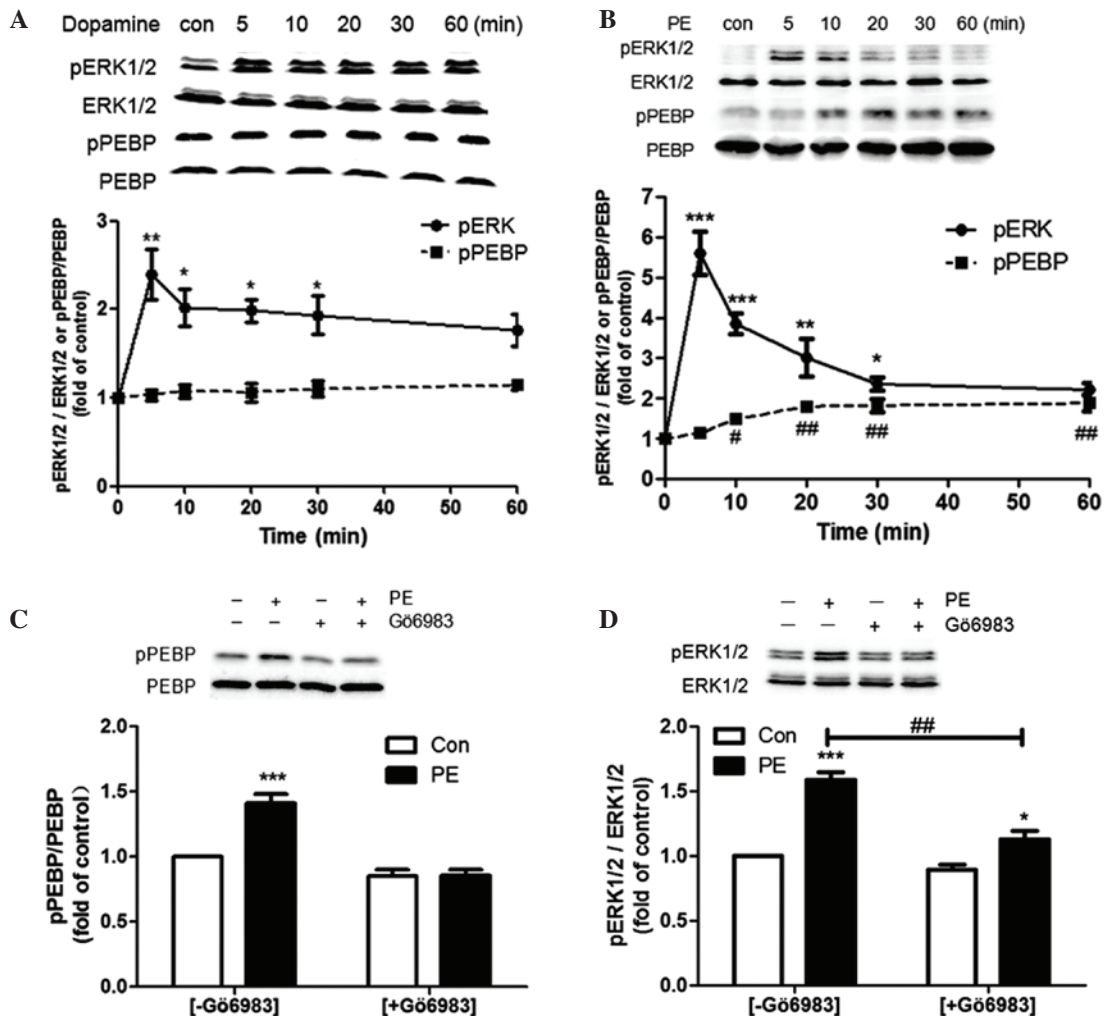 A
Dopamine con 5 10 20 30 60 (min)
pERK1/2
ERK1/2
pPEBP
PEBP
pERK1/2 / ERK1/2 or pPEBP/PEBP
(fold of control)
3
2
1
0
pERK
pPEBP
**
*
*
*
0 10 20 30 40 50 60
Time (min)
B
PE con 5 10 20 30 60 (min)
pERK1/2
ERK1/2
pPEBP
PEBP
pERK1/2 / ERK1/2 or pPEBP/PEBP
(fold of control)
7
6
5
4
3
2
1
0
pERK
pPEBP
***
***
**
*
#
##
##
##
0 10 20 30 40 50 60
Time (min)
C
– + – + PE
– – + + Gö6983
pPEBP
PEBP
pPEBP/PEBP
(fold of control)
2.0
1.5
1.0
0.5
0.0
Con
PE
***
[-Gö6983] [+Gö6983]
D
– + – + PE
– – + + Gö6983
pERK1/2
ERK1/2
pERK1/2 / ERK1/2
(fold of control)
2.0
1.5
1.0
0.5
0.0
Con
PE
##
***
*
[-Gö6983] [+Gö6983]